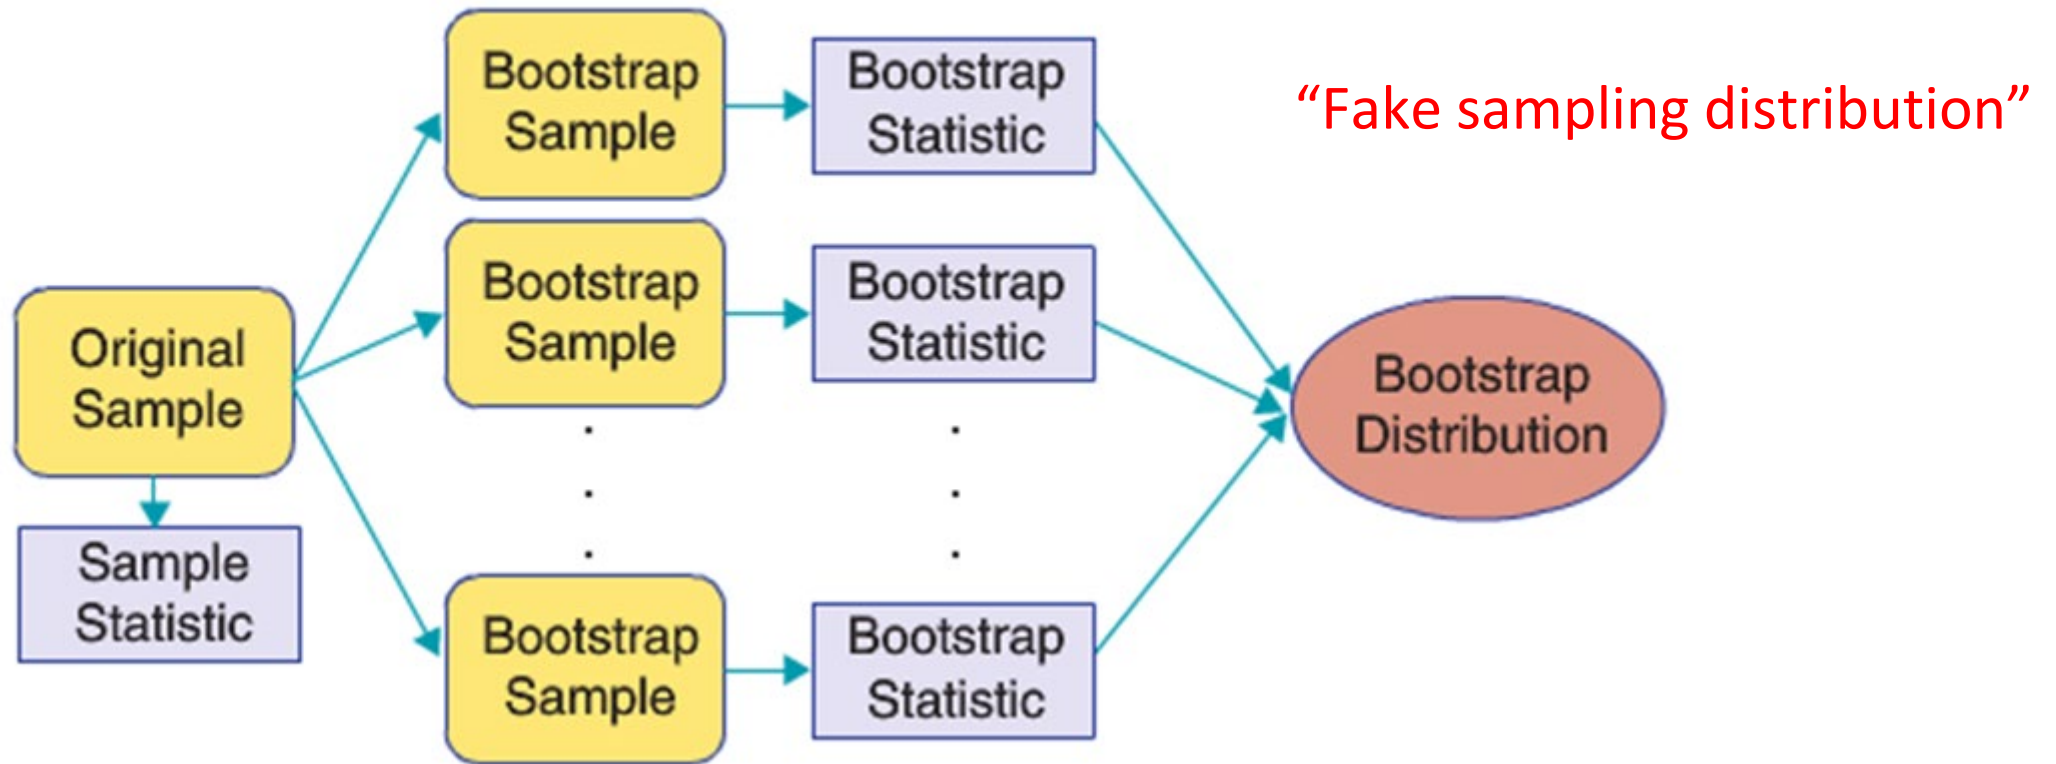 Bootstrap
Sample
Bootstrap
Statistic
“Fake sampling distribution”
Bootstrap
Sample
Bootstrap
Statistic
Original
Sample
Bootstrap
Distribution
Sample
Statistic
Bootstrap
Sample
Bootstrap
Statistic